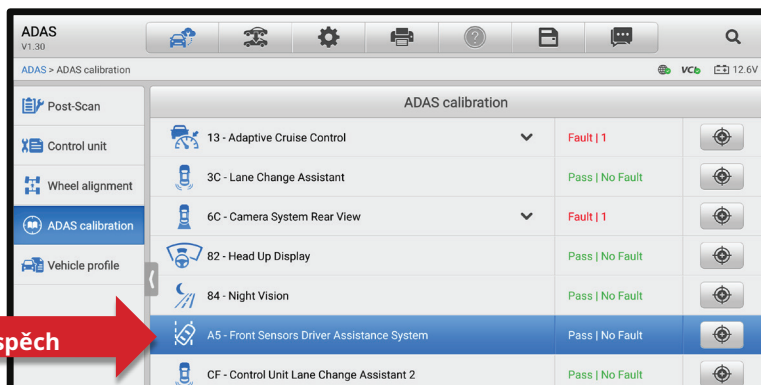 ADAS
V1.30
ADAS > ADAS calibration
VCI
12.6V
Post-Scan
Control unit
Wheel alignment
ADAS calibration
Vehicle profile
ADAS calibration
13 - Adaptive Cruise Control Fault | 1
3C - Lane Change Assistant Pass | No Fault
6C - Camera System Rear View Fault | 1
82 - Head Up Display Pass | No Fault
84 - Night Vision Pass | No Fault
A5 - Front Sensors Driver Assistance System Pass | No Fault
CF - Control Unit Lane Change Assistant 2 Pass | No Fault